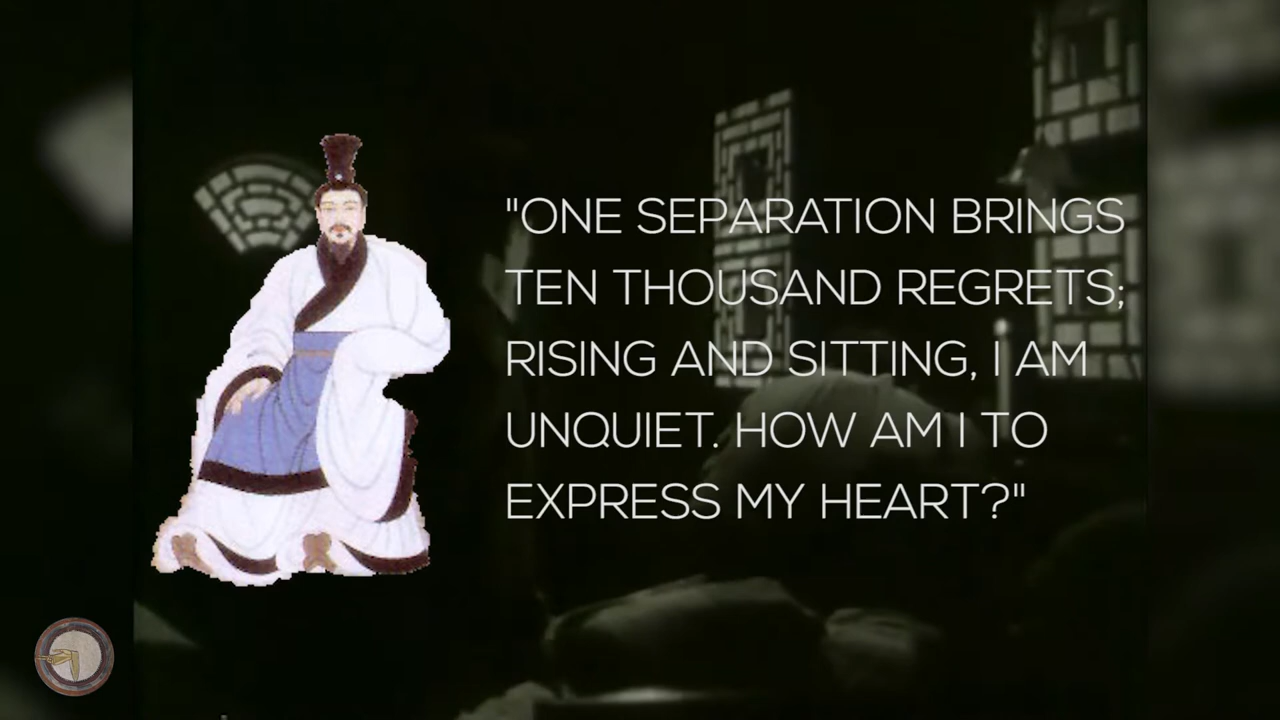 "ONE SEPARATION BRINGS
TEN THOUSAND REGRETS;
RISING AND SITTING, I AM
UNQUIET. HOW AM I TO
EXPRESS MY HEART?"